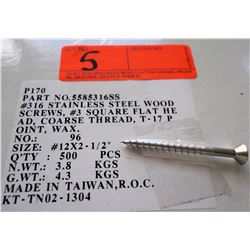 5
P170
PART NO.5585316SS
#316 STAINLESS STEEL WOOD
SCREWS, #3 SQUARE FLAT HE
AD, COARSE THREAD, T-17 P
OINT, WAX.
NO.: 96
SIZE: #12X2-1/2"
Q'TY : 500 PCS
N.W.: 3.8 KGS
G.WT.: 4.3 KGS
MADE IN TAIWAN,R.O.C.
KT-TN02-1304